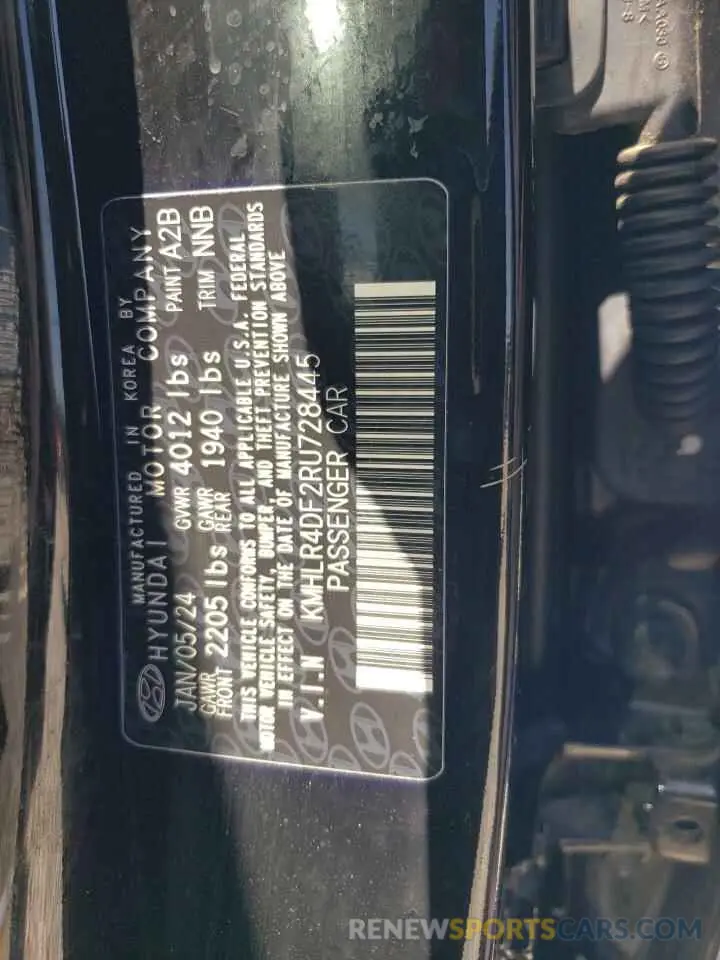 MANUFACTURED IN KOREA BY
HYUNDAI MOTOR COMPANY
JAN/05/24 GVWR 4012 lbs PAINT A2B
GAWR FRONT 2205 lbs GAWR REAR 1940 lbs TRIM NNB
THIS VEHICLE CONFORMS TO ALL APPLICABLE U.S.A. FEDERAL
MOTOR VEHICLE SAFETY, BUMPER, AND THEFT PREVENTION STANDARDS
IN EFFECT ON THE DATE OF MANUFACTURE SHOWN ABOVE
V.I.N KMHLR4DF2RU728445
PASSENGER CAR
RENEWSPORTSCARS.COM